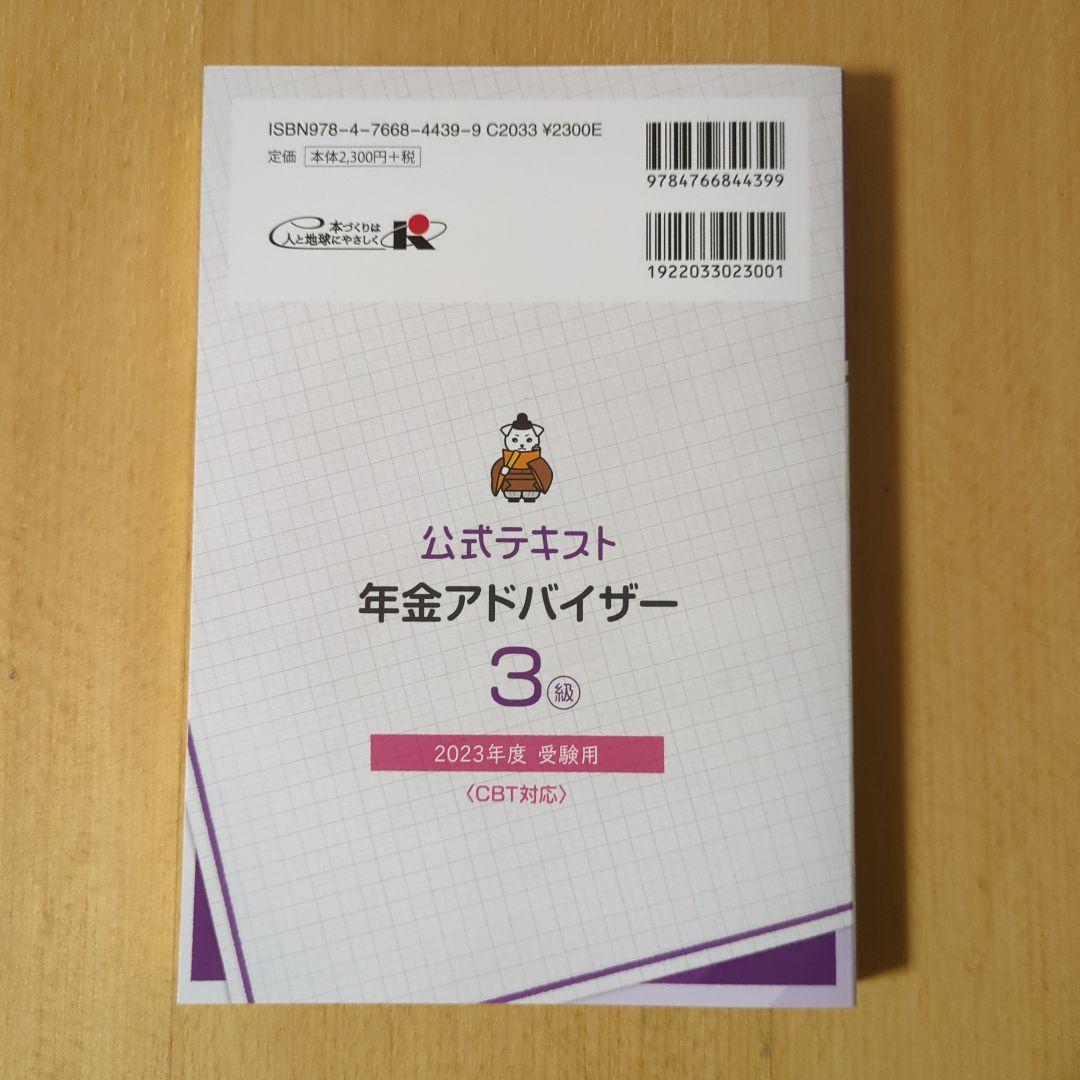 ISBN978-4-7668-4439-9 C2033 ¥2300E
定価 本体2,300円+税
9784766844399
本づくりは
人と地球にやさしく
1922033023001
公式テキスト
年金アドバイザー
3級
2023年度 受験用
〈CBT対応〉